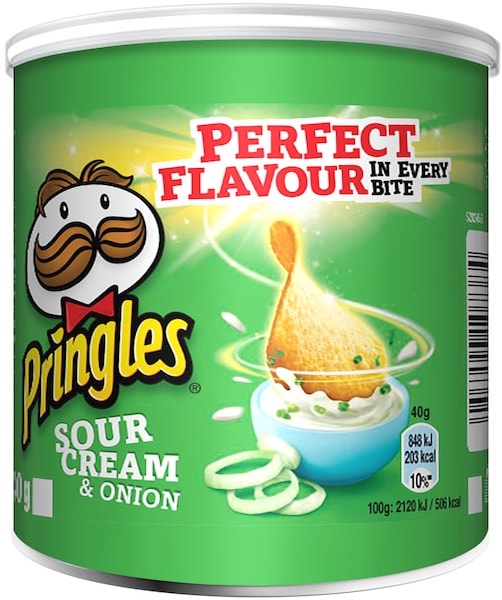 PERFECT
FLAVOUR IN EVERY
BITE
Pringles®
SOUR
CREAM
& ONION
40g
848 kJ
203 kcal
10%*
100g: 2120 kJ / 506 kcal